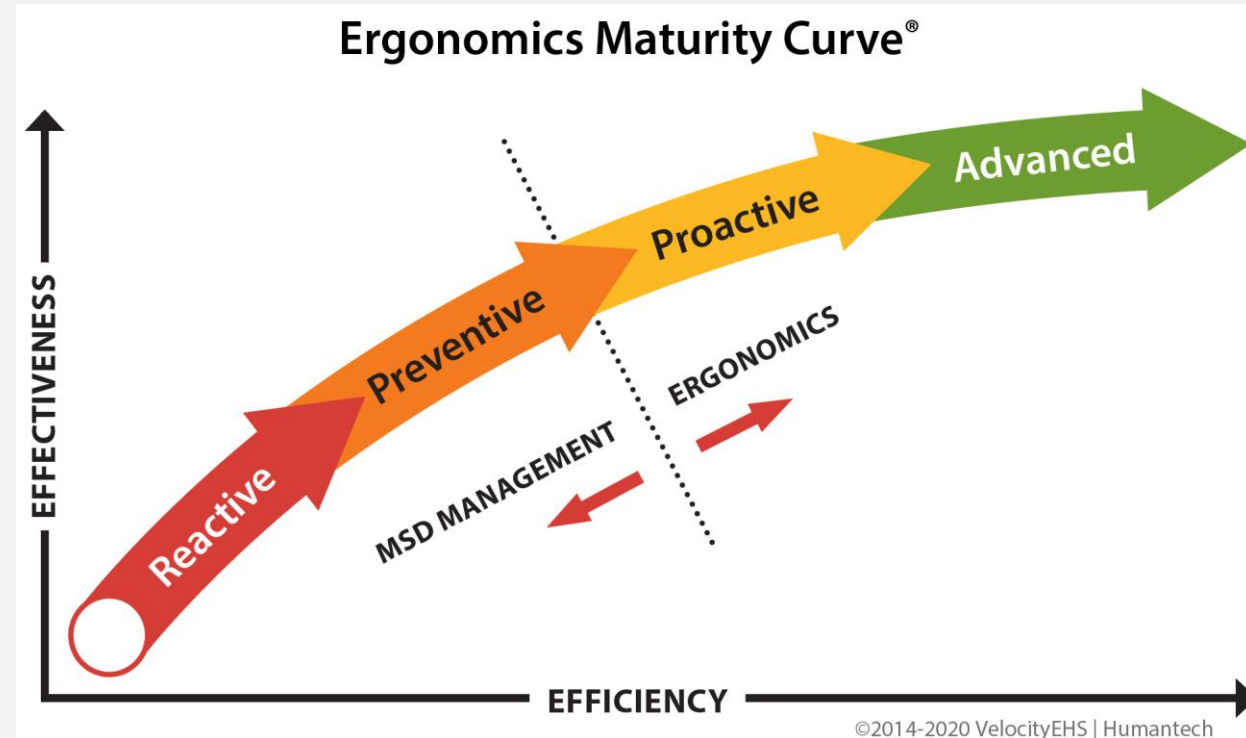 Ergonomics Maturity Curve®
EFFECTIVENESS
Reactive
Preventive
Proactive
Advanced
MSD MANAGEMENT
ERGONOMICS
EFFICIENCY
©2014-2020 VelocityEHS | Humantech